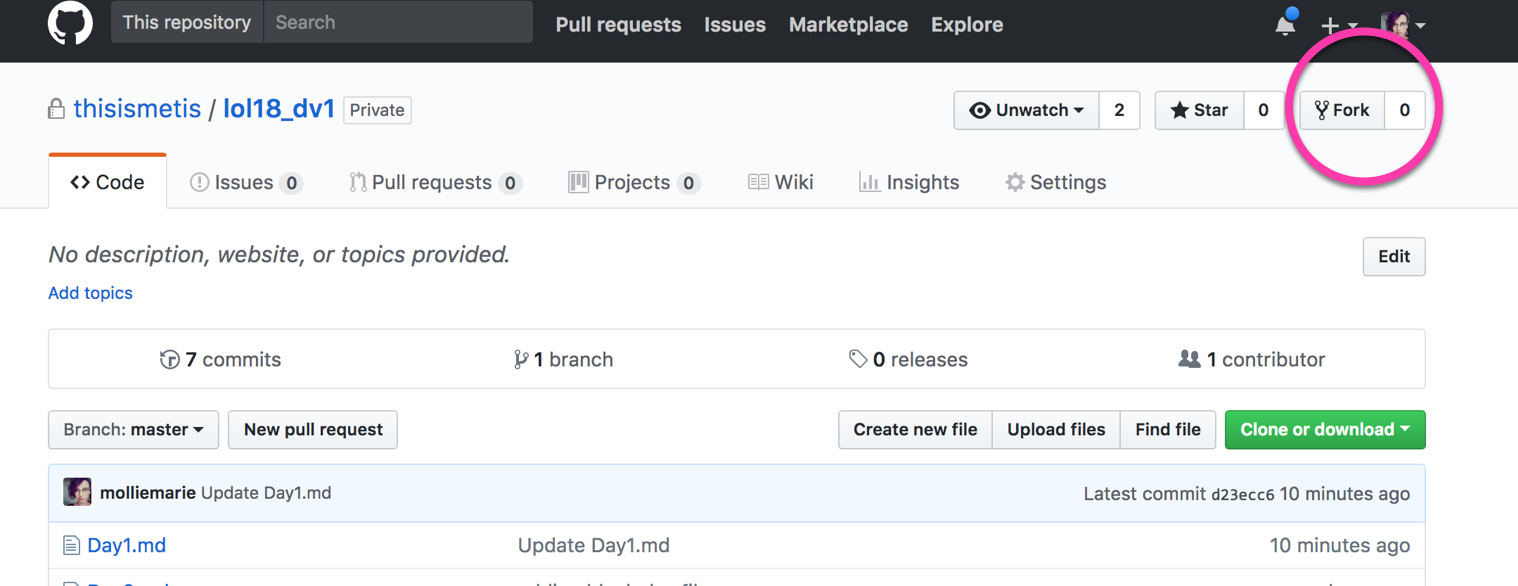 This repository Search Pull requests Issues Marketplace Explore
thisismetis / lol18_dv1 Private Unwatch 2 Star 0 Fork 0
Code Issues 0 Pull requests 0 Projects 0 Wiki Insights Settings
No description, website, or topics provided. Edit
Add topics
7 commits 1 branch 0 releases 1 contributor
Branch: master New pull request Create new file Upload files Find file Clone or download
molliemarie Update Day1.md Latest commit d23ecc6 10 minutes ago
Day1.md Update Day1.md 10 minutes ago